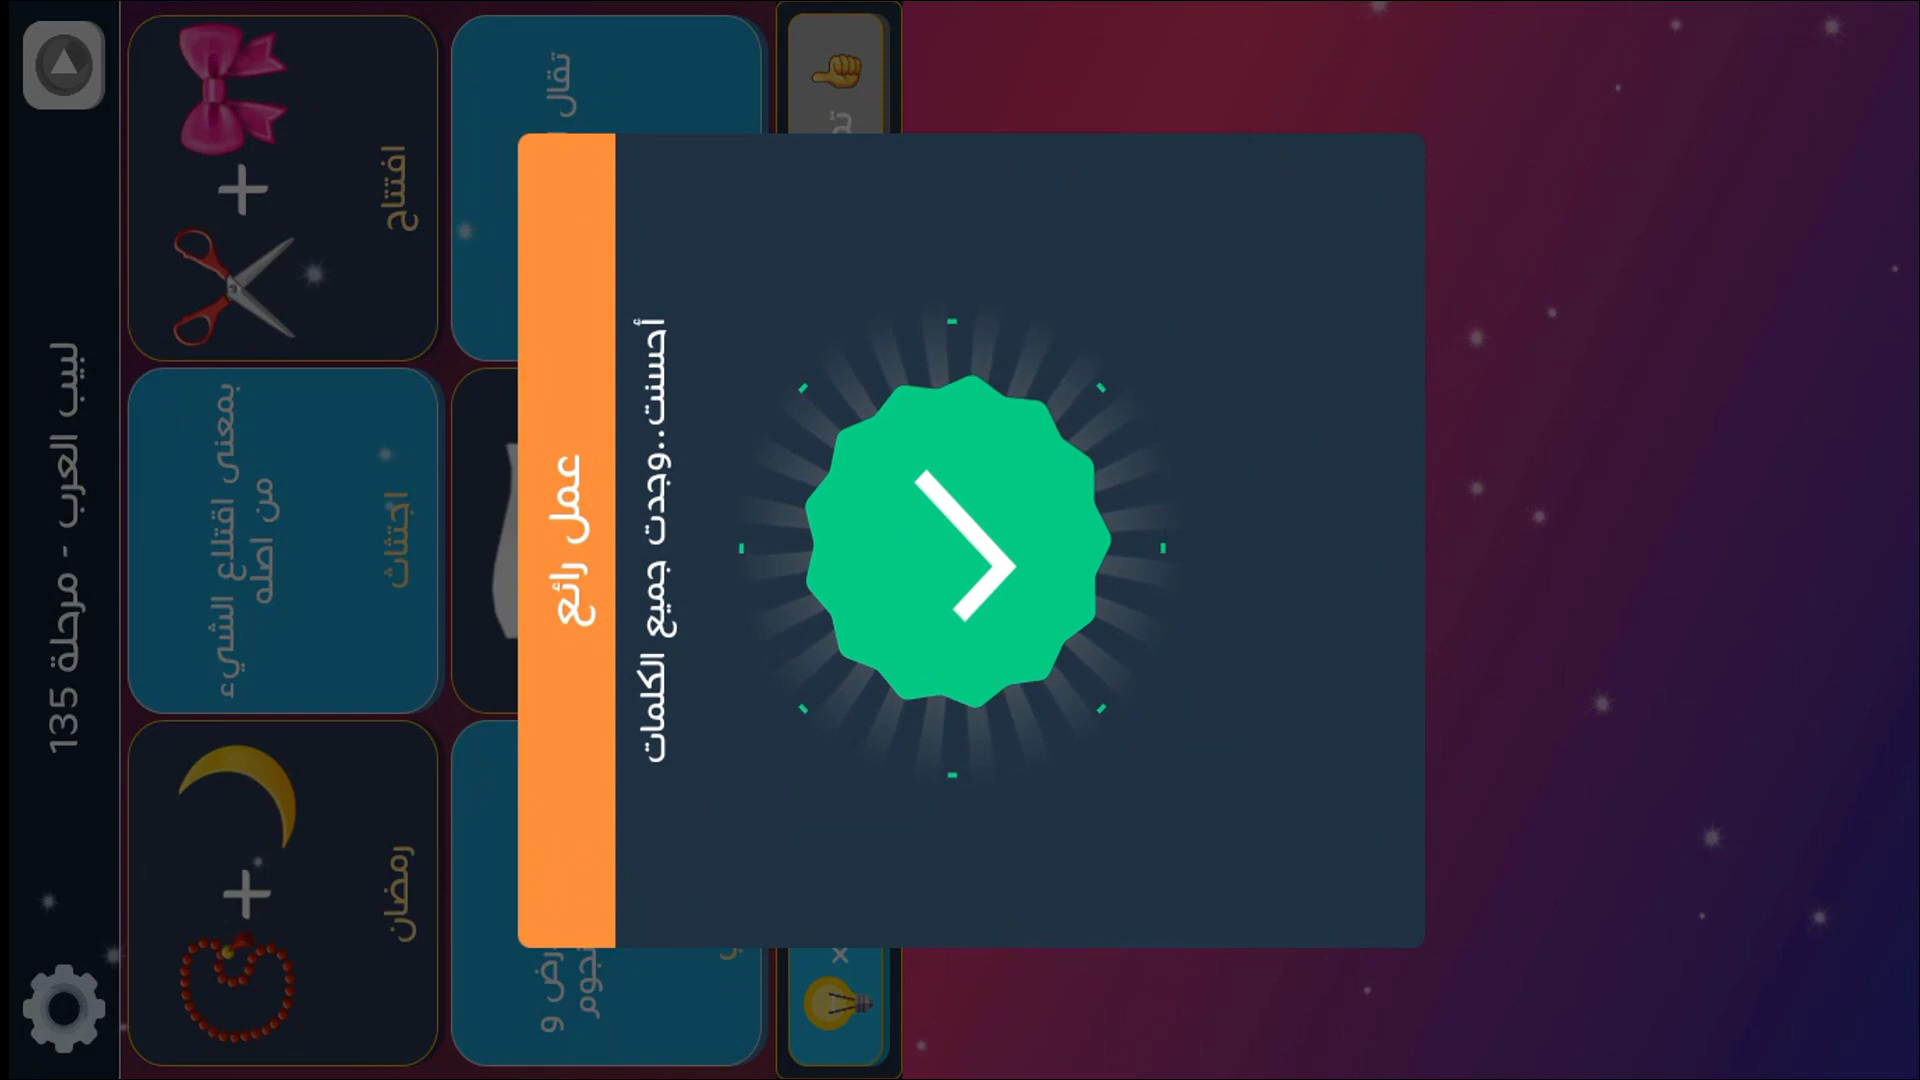 لبيب العرب - مرحلة 135
افتتاح
بمعنى اقتلاع الشيء
من اصله
اجتثاث
رمضان
تقال
عمل رائع
أحسنت..وجدت جميع الكلمات
و
نجوم
×